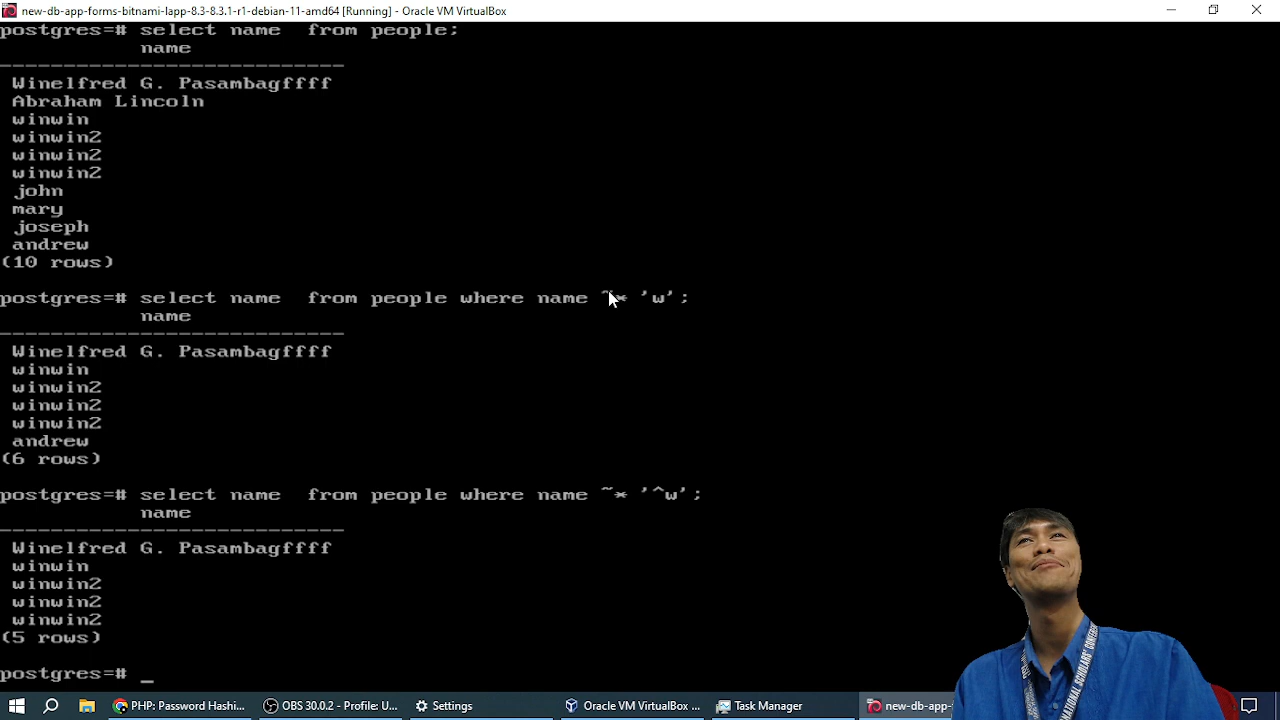 new-db-app-forms-bitnami-lapp-8.3-8.3.1-r1-debian-11-amd64 [Running] - Oracle VM VirtualBox
postgres=# select name  from people;
name
---------------------------
Winelfred G. Pasambagffff
Abraham Lincoln
winwin
winwin2
winwin2
winwin2
john
mary
joseph
andrew
(10 rows)
postgres=# select name  from people where name ~* 'w';
name
---------------------------
Winelfred G. Pasambagffff
winwin
winwin2
winwin2
winwin2
andrew
(6 rows)
postgres=# select name  from people where name ~* '^w';
name
---------------------------
Winelfred G. Pasambagffff
winwin
winwin2
winwin2
winwin2
(5 rows)
postgres=# _
PHP: Password Hashi... OBS 30.0.2 - Profile: U... Settings Oracle VM VirtualBox ... Task Manager new-db-app-